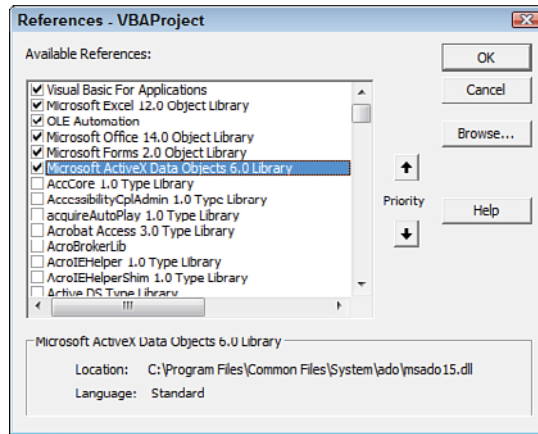 References - VBAProject
Available References:
Visual Basic For Applications
Microsoft Excel 12.0 Object Library
OLE Automation
Microsoft Office 14.0 Object Library
Microsoft Forms 2.0 Object Library
Microsoft ActiveX Data Objects 6.0 Library
AccCore 1.0 Type Library
AccessibilityCplAdmin 1.0 Type Library
acquireAutoPlay 1.0 Type Library
Acrobat Access 3.0 Type Library
AcroBrokerLib
AcroIEHelper 1.0 Type Library
AcroIEHelperShim 1.0 Type Library
Active DS Type Library
OK
Cancel
Browse...
Priority
Help
Microsoft ActiveX Data Objects 6.0 Library
Location: C:\Program Files\Common Files\System\ado\msado15.dll
Language: Standard